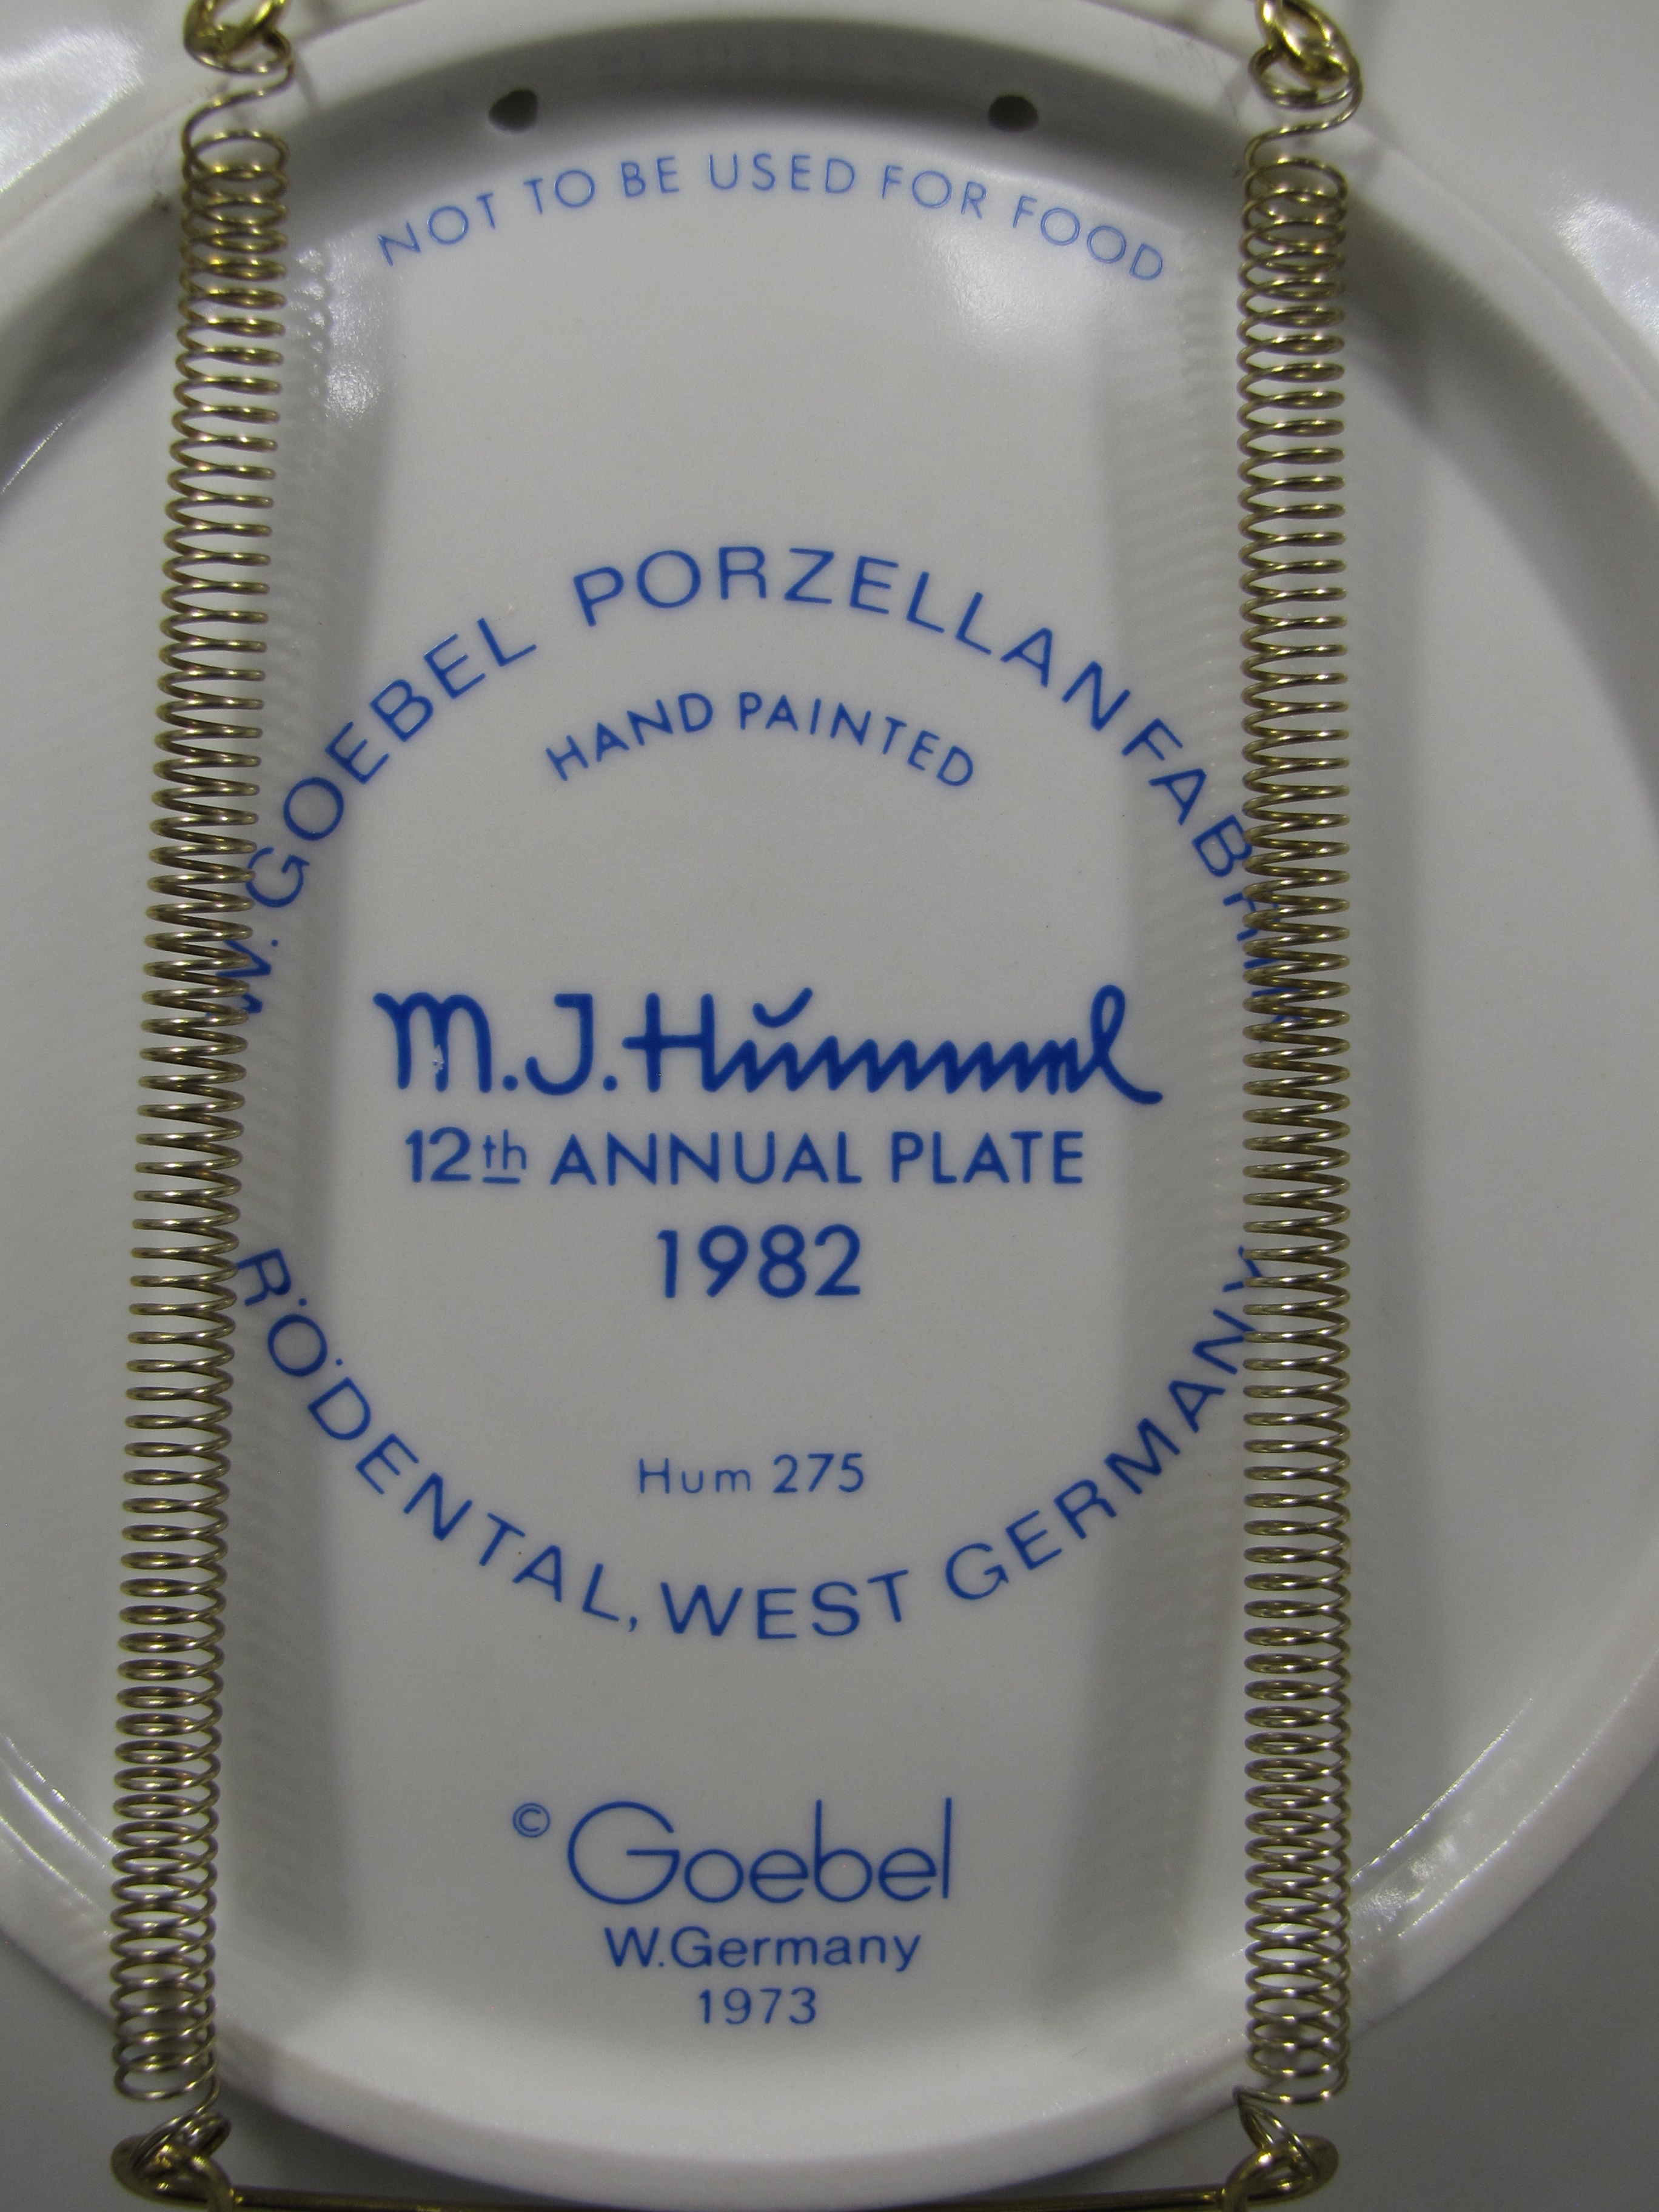 NOT TO BE USED FOR FOOD
W. GOEBEL PORZELLANFABRIK
HAND PAINTED
M.J. Hummel
12th ANNUAL PLATE
1982
Hum 275
RÖDENTAL, WEST GERMANY
© Goebel
W.Germany
1973